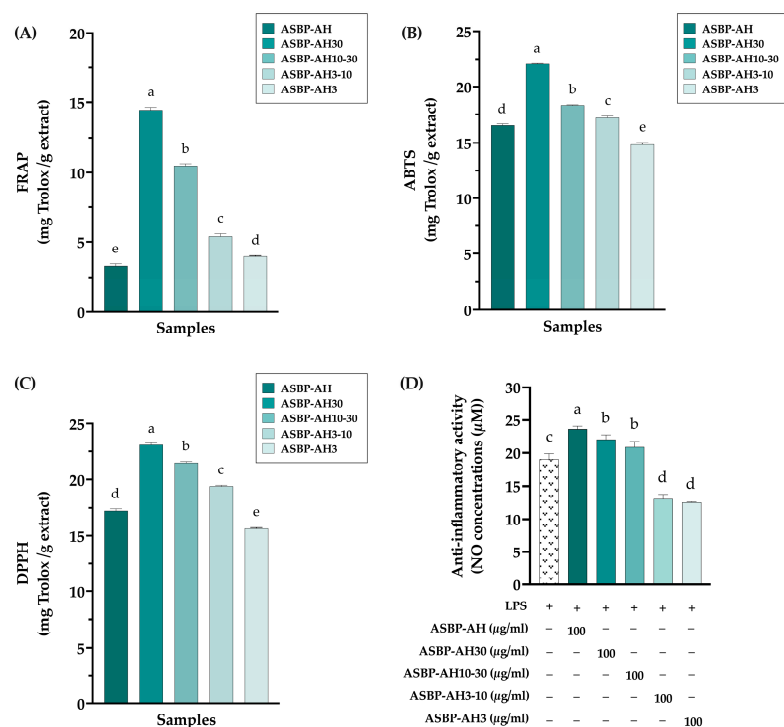 (A)
ASBP-AH
ASBP-AH30
ASBP-AH10-30
ASBP-AH3-10
ASBP-AH3
FRAP
(mg Trolox /g extract)
20
15
10
5
0
e
a
b
c
d
Samples
(B)
ASBP-AH
ASBP-AH30
ASBP-AH10-30
ASBP-AH3-10
ASBP-AH3
ABTS
(mg Trolox /g extract)
25
20
15
10
5
0
d
a
b
c
e
Samples
(C)
ASBP-AH
ASBP-AH30
ASBP-AH10-30
ASBP-AH3-10
ASBP-AH3
DPPH
(mg Trolox /g extract)
25
20
15
10
5
0
d
a
b
c
e
Samples
(D)
Anti-inflammatory activity
(NO concentrations (µM))
30
25
20
15
10
5
0
c
a
b
b
d
d
LPS + + + + + +
ASBP-AH (µg/ml) – 100 – – – –
ASBP-AH30 (µg/ml) – – 100 – – –
ASBP-AH10-30 (µg/ml) – – – 100 – –
ASBP-AH3-10 (µg/ml) – – – – 100 –
ASBP-AH3 (µg/ml) – – – – – 100